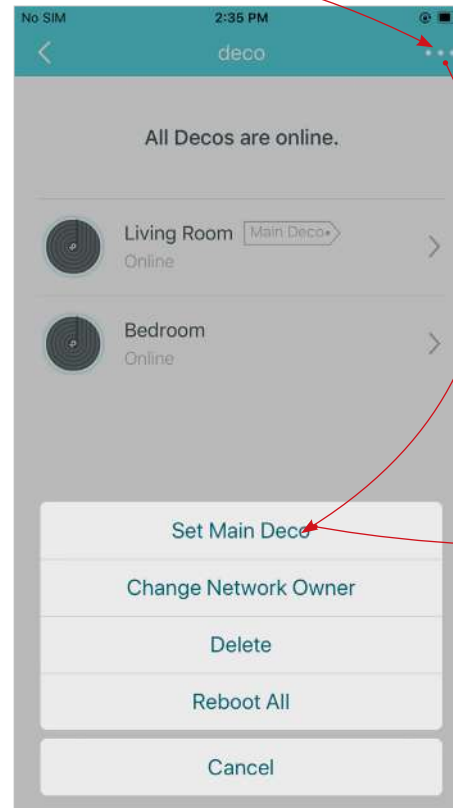 No SIM 2:35 PM
deco
All Decos are online.
Living Room Main Deco
Online
Bedroom
Online
Set Main Deco
Change Network Owner
Delete
Reboot All
Cancel